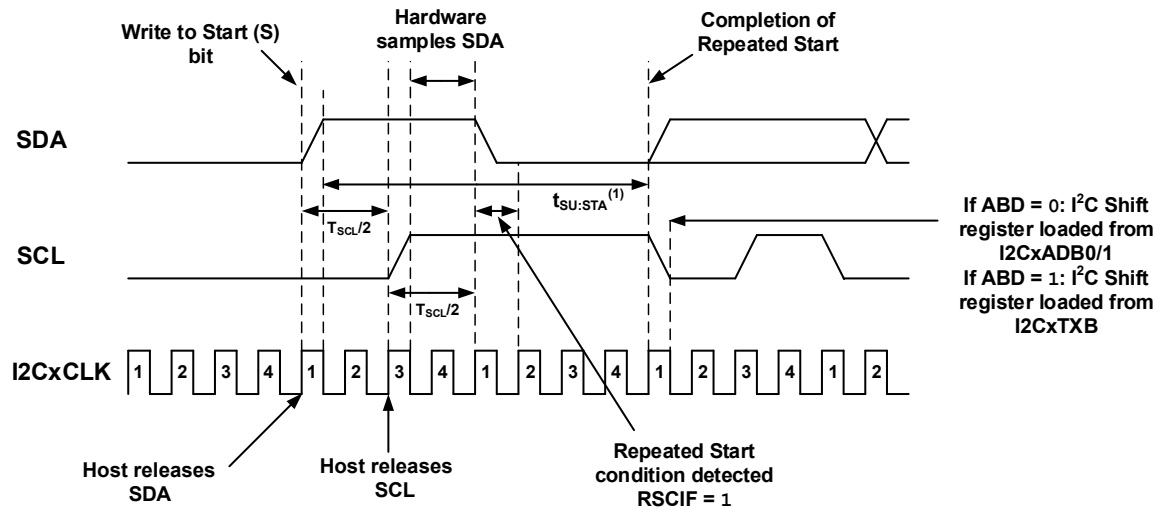 Write to Start (S)
bit
Hardware
samples SDA
Completion of
Repeated Start
SDA
tSU:STA(1)
TSCL/2
If ABD = 0: I2C Shift
register loaded from
I2CxADB0/1
If ABD = 1: I2C Shift
register loaded from
I2CxTXB
SCL
TSCL/2
I2CxCLK 1 2 3 4 1 2 3 4 1 2 3 4 1 2 3 4 1 2
Host releases
SDA
Host releases
SCL
Repeated Start
condition detected
RSCIF = 1